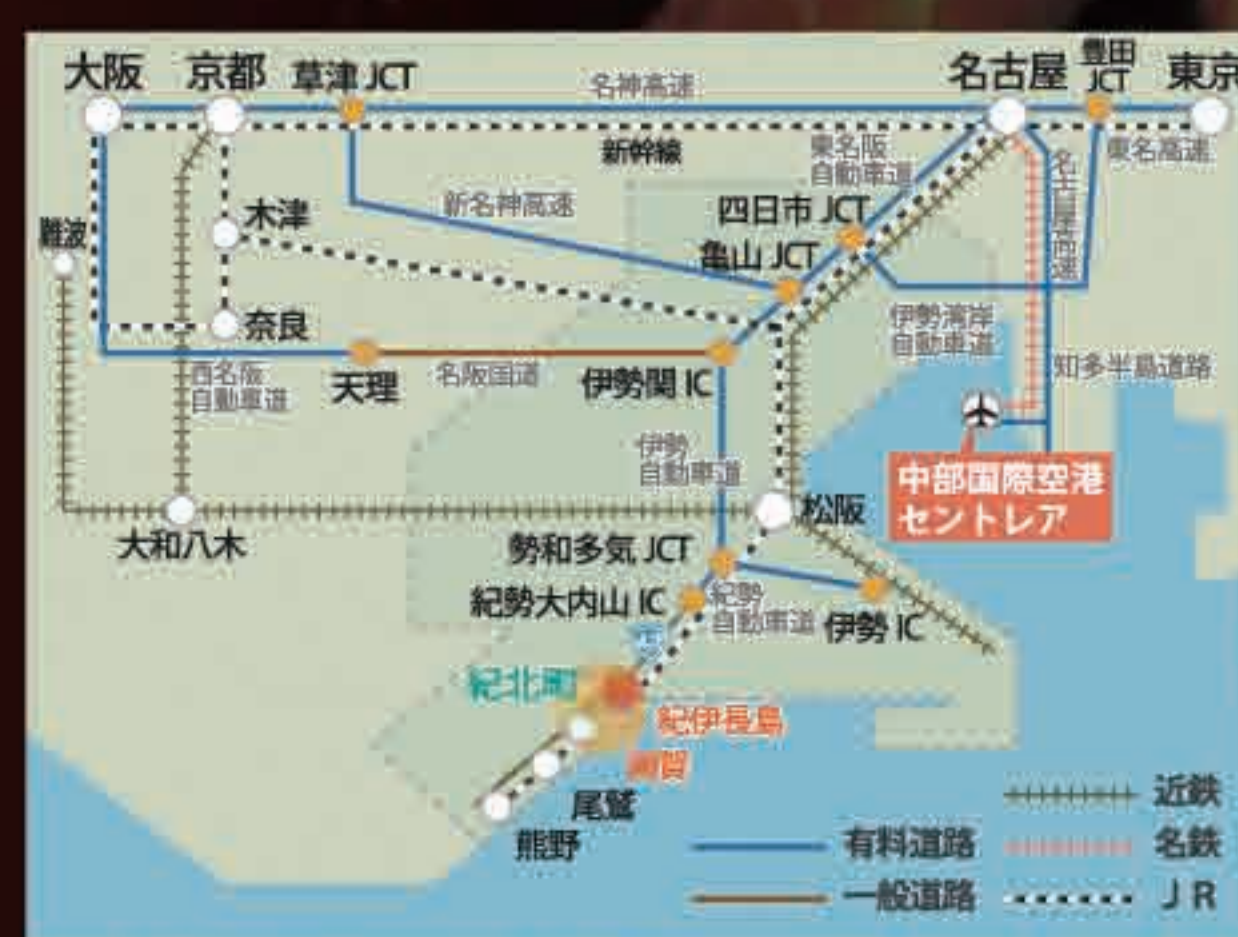 大阪
京都
草津 JCT
名神高速
名古屋
豊田
JCT
東京
新幹線
東名阪
自動車道
東名高速
木津
新名神高速
四日市 JCT
名古屋高速
難波
亀山 JCT
奈良
伊勢湾岸
自動車道
西名阪
自動車道
天理
名阪国道
伊勢関 IC
知多半島道路
伊勢
自動車道
中部国際空港
セントレア
大和八木
松阪
勢和多気 JCT
紀勢大内山 IC
紀勢
自動車道
伊勢 IC
紀北町
紀伊長島
尾鷲
熊野
近鉄
有料道路
名鉄
一般道路
JR